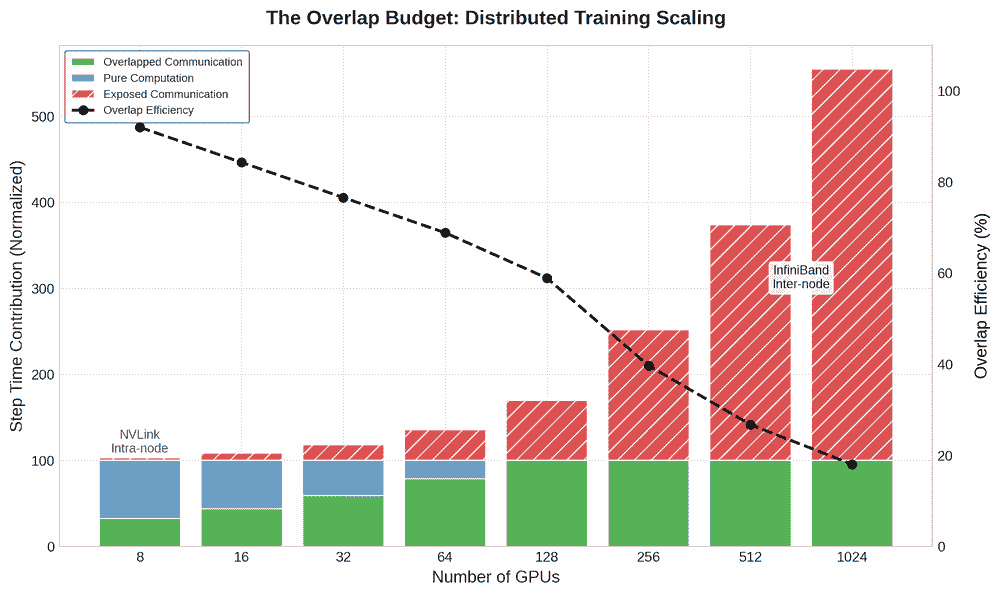 The Overlap Budget: Distributed Training Scaling
Overlapped Communication
Pure Computation
Exposed Communication
Overlap Efficiency
Step Time Contribution (Normalized)
500
400
300
200
100
0
NVLink
Intra-node
InfiniBand
Inter-node
100
80
60
40
20
0
Overlap Efficiency (%)
8
16
32
64
128
256
512
1024
Number of GPUs